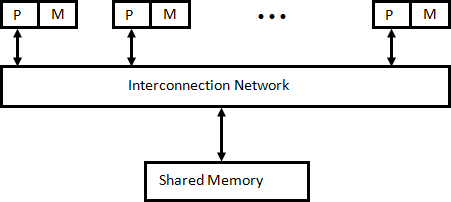 P M P M ... P M
Interconnection Network
Shared Memory